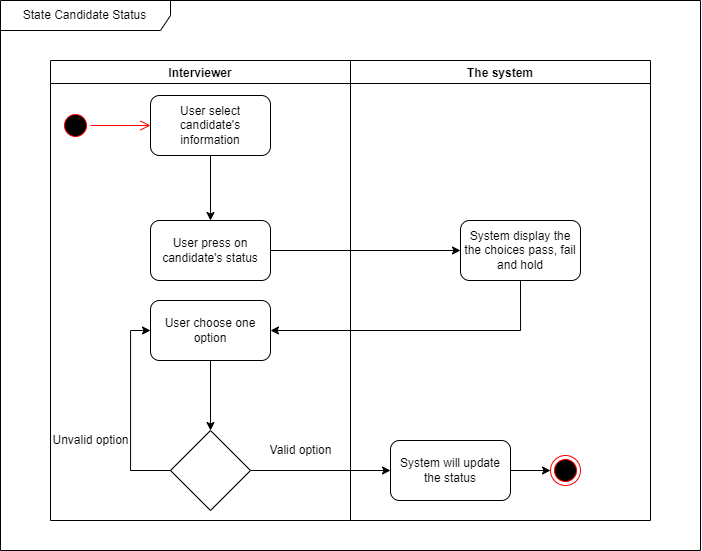 State Candidate Status
Interviewer
The system
User select
candidate's
information
User press on
candidate's status
System display the
the choices pass, fail
and hold
User choose one
option
Unvalid option
Valid option
System will update
the status